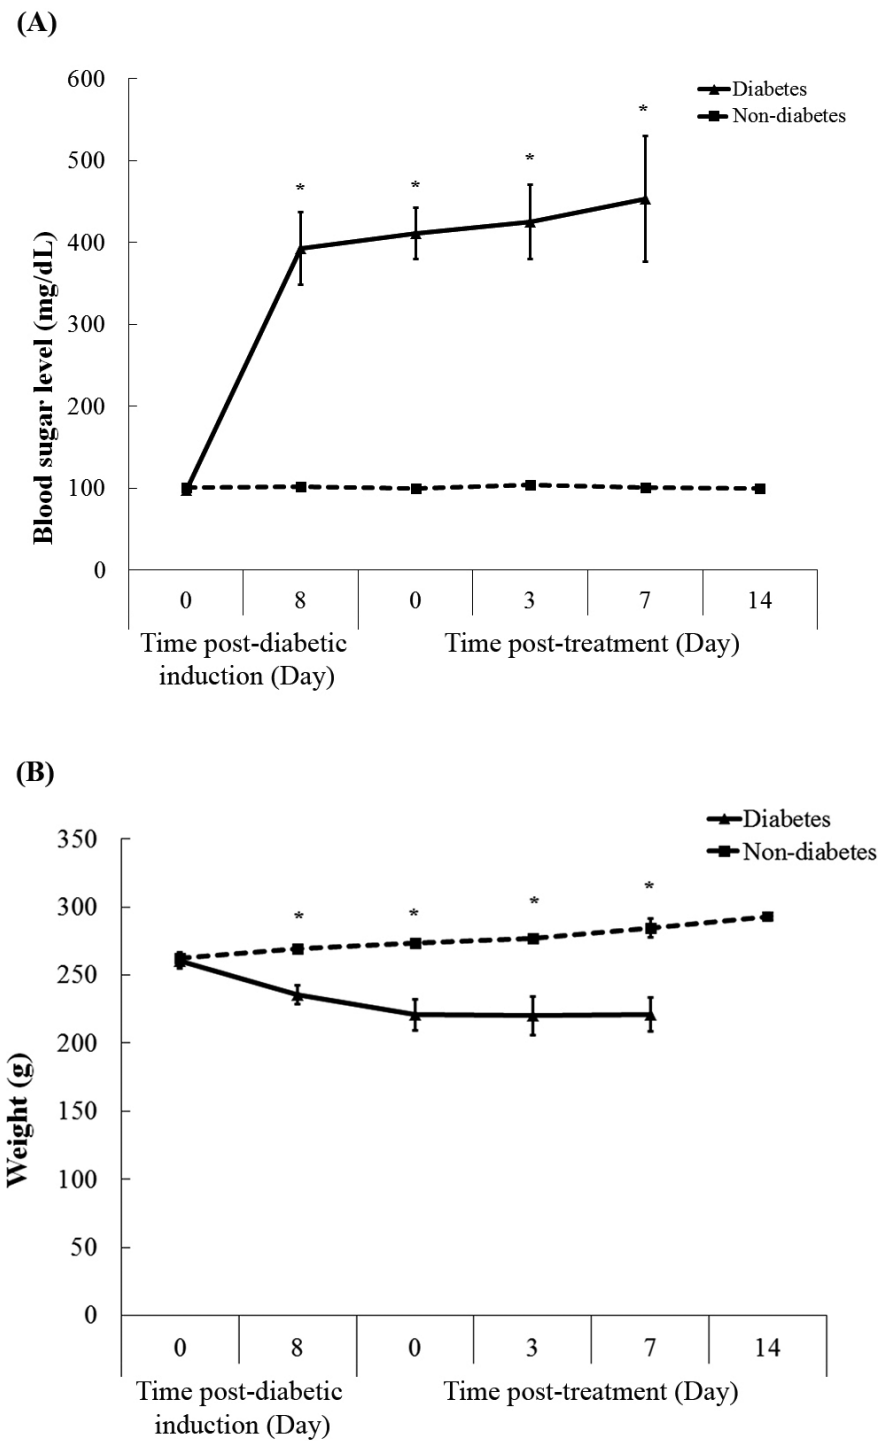 (A)
Diabetes
Non-diabetes
*
*
*
*
600
500
400
300
200
100
0
Blood sugar level (mg/dL)
0 8 0 3 7 14
Time post-diabetic induction (Day)
Time post-treatment (Day)
(B)
Diabetes
Non-diabetes
*
*
*
*
350
300
250
200
150
100
50
0
Weight (g)
0 8 0 3 7 14
Time post-diabetic induction (Day)
Time post-treatment (Day)